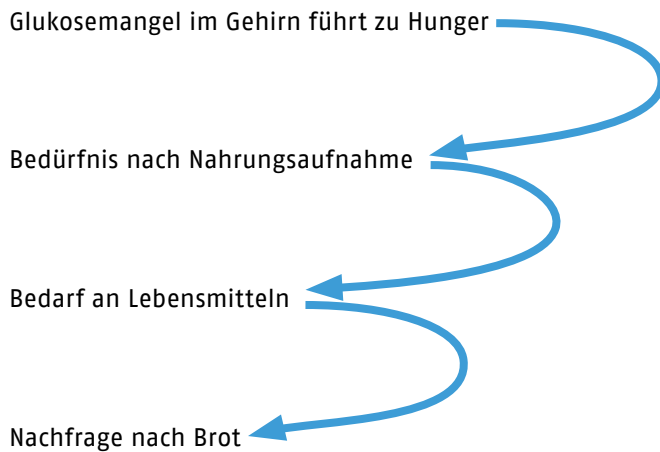 Glukosemangel im Gehirn führt zu Hunger
Bedürfnis nach Nahrungsaufnahme
Bedarf an Lebensmitteln
Nachfrage nach Brot